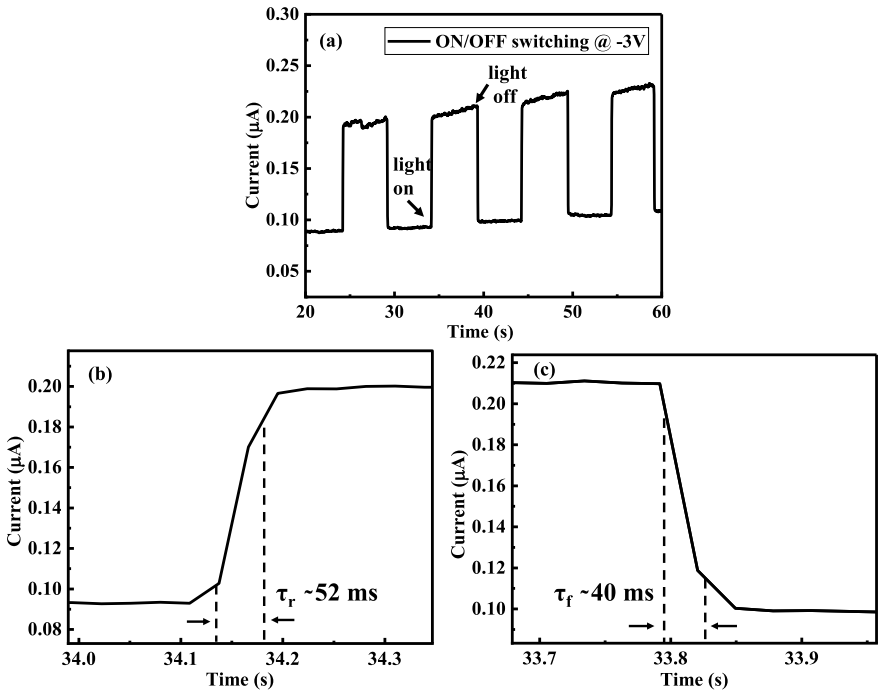 (a)
ON/OFF switching @ -3V
light
off
light
on
0.30
0.25
0.20
0.15
0.10
0.05
Current (μA)
20
30
40
50
60
Time (s)
(b)
0.20
0.18
0.16
0.14
0.12
0.10
0.08
Current (μA)
τr ~52 ms
34.0
34.1
34.2
34.3
Time (s)
(c)
0.22
0.20
0.18
0.16
0.14
0.12
0.10
Current (μA)
τf ~40 ms
33.7
33.8
33.9
Time (s)